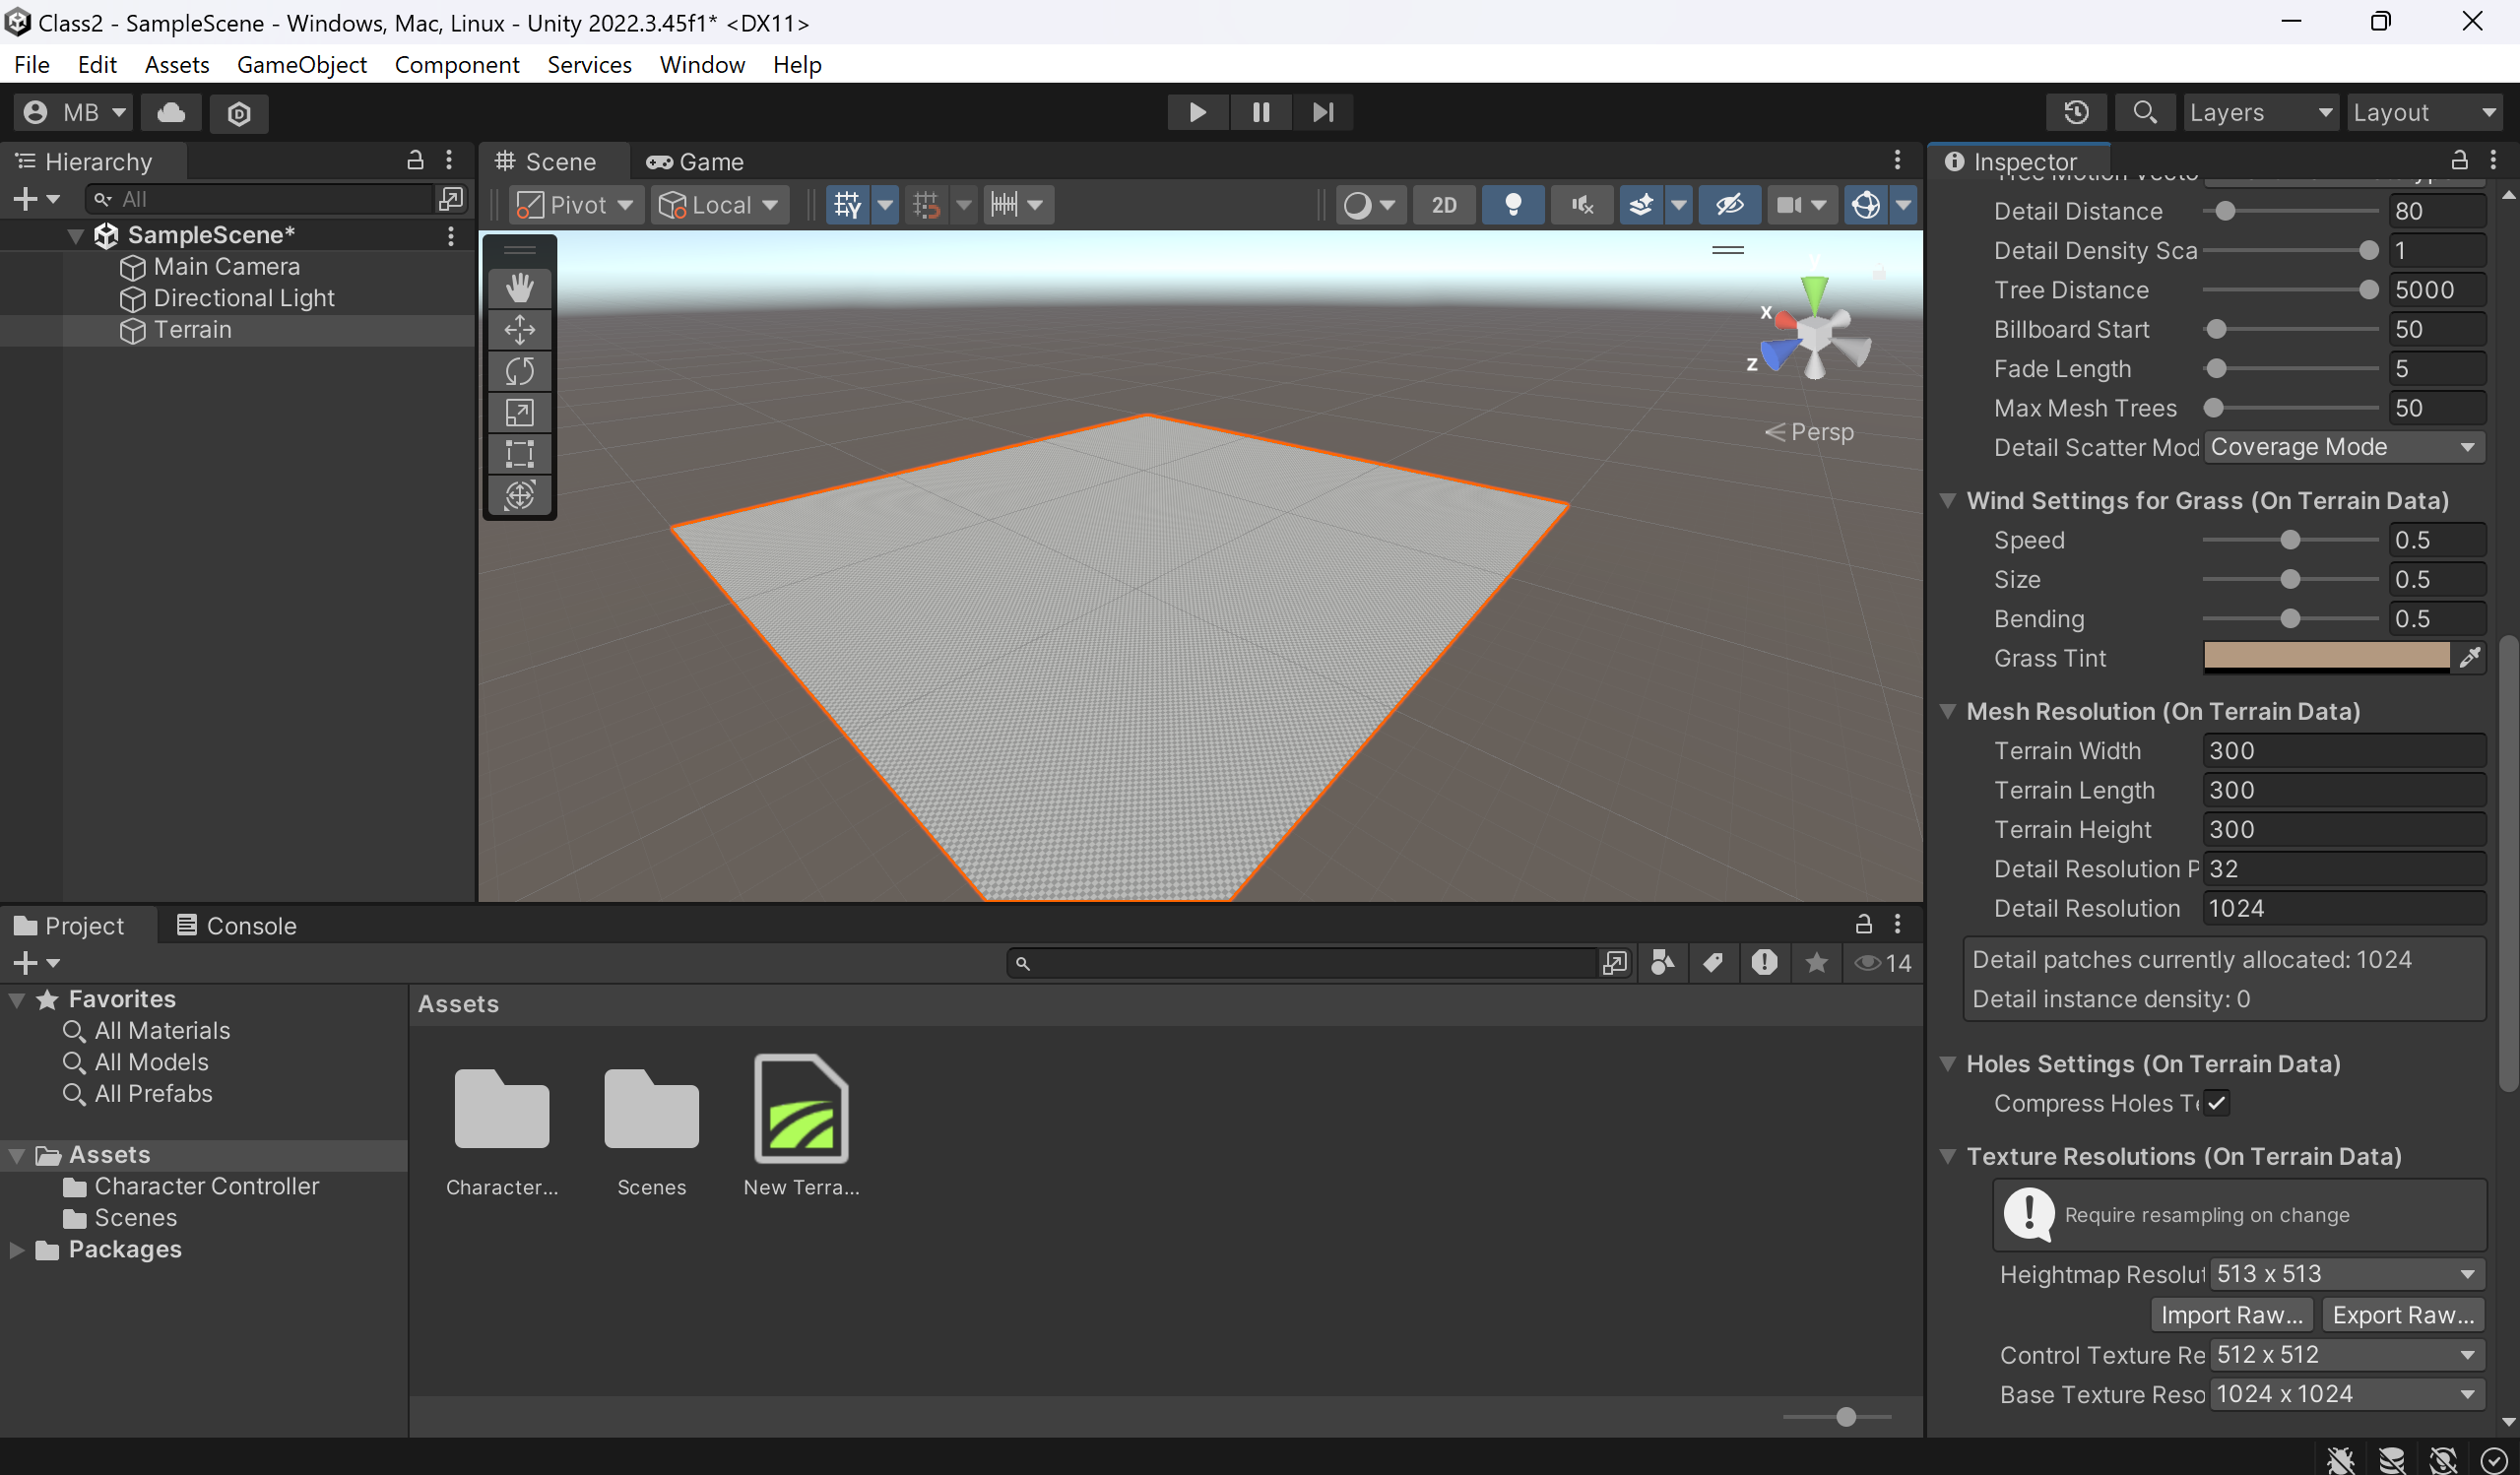 Class2 - SampleScene - Windows, Mac, Linux - Unity 2022.3.45f1* <DX11>
File Edit Assets GameObject Component Services Window Help
MB
Layers
Layout
Hierarchy
All
SampleScene*
Main Camera
Directional Light
Terrain
Scene
Game
Pivot
Local
2D
X
Z
Persp
Inspector
Detail Distance 80
Detail Density Sca 1
Tree Distance 5000
Billboard Start 50
Fade Length 5
Max Mesh Trees 50
Detail Scatter Mod Coverage Mode
Wind Settings for Grass (On Terrain Data)
Speed 0.5
Size 0.5
Bending 0.5
Grass Tint
Mesh Resolution (On Terrain Data)
Terrain Width 300
Terrain Length 300
Terrain Height 300
Detail Resolution P 32
Detail Resolution 1024
Detail patches currently allocated: 1024
Detail instance density: 0
Holes Settings (On Terrain Data)
Compress Holes Te
Texture Resolutions (On Terrain Data)
Require resampling on change
Heightmap Resolut 513 x 513
Import Raw... Export Raw...
Control Texture Re 512 x 512
Base Texture Reso 1024 x 1024
Project
Console
14
Favorites
All Materials
All Models
All Prefabs
Assets
Character Controller
Scenes
Packages
Assets
Character...
Scenes
New Terra...